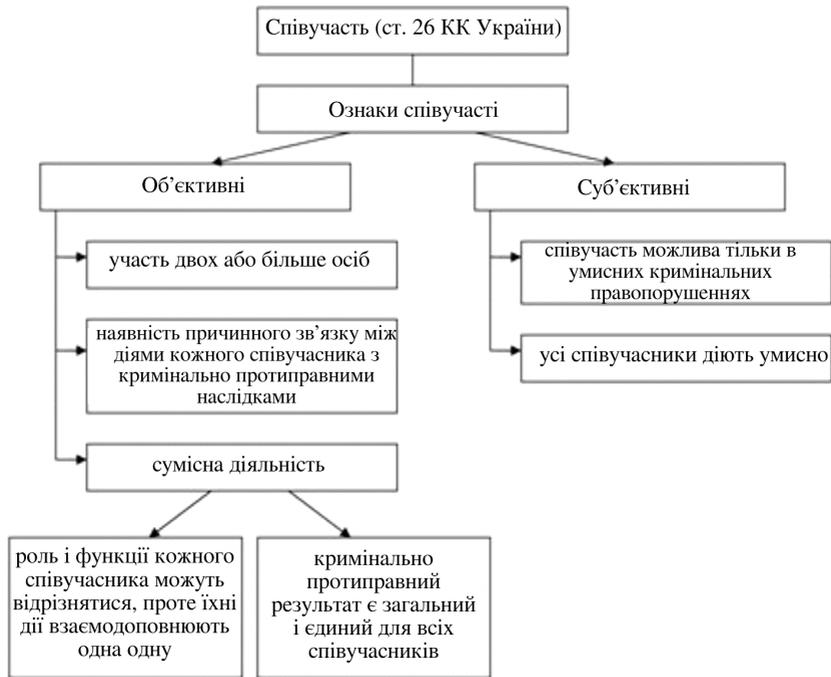 Співучасть (ст. 26 КК України)
Ознаки співучасті
Об’єктивні
Суб’єктивні
участь двох або більше осіб
наявність причинного зв’язку між
діями кожного співучасника з
кримінально протиправними
наслідками
сумісна діяльність
роль і функції кожного
співучасника можуть
відрізнятися, проте їхні
дії взаємодоповнюють
одна одну
кримінально
протиправний
результат є загальний
і єдиний для всіх
співучасників
співучасть можлива тільки в
умисних кримінальних
правопорушеннях
усі співучасники діють умисно